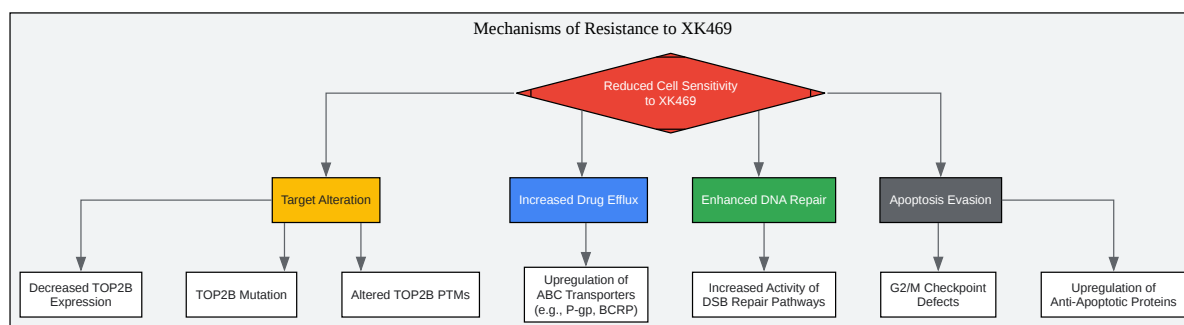 Mechanisms of Resistance to XK469
Reduced Cell Sensitivity
to XK469
Target Alteration
Increased Drug Efflux
Enhanced DNA Repair
Apoptosis Evasion
Decreased TOP2B
Expression
TOP2B Mutation
Altered TOP2B PTMs
Upregulation of
ABC Transporters
(e.g., P-gp, BCRP)
Increased Activity of
DSB Repair Pathways
G2/M Checkpoint
Defects
Upregulation of
Anti-Apoptotic Proteins